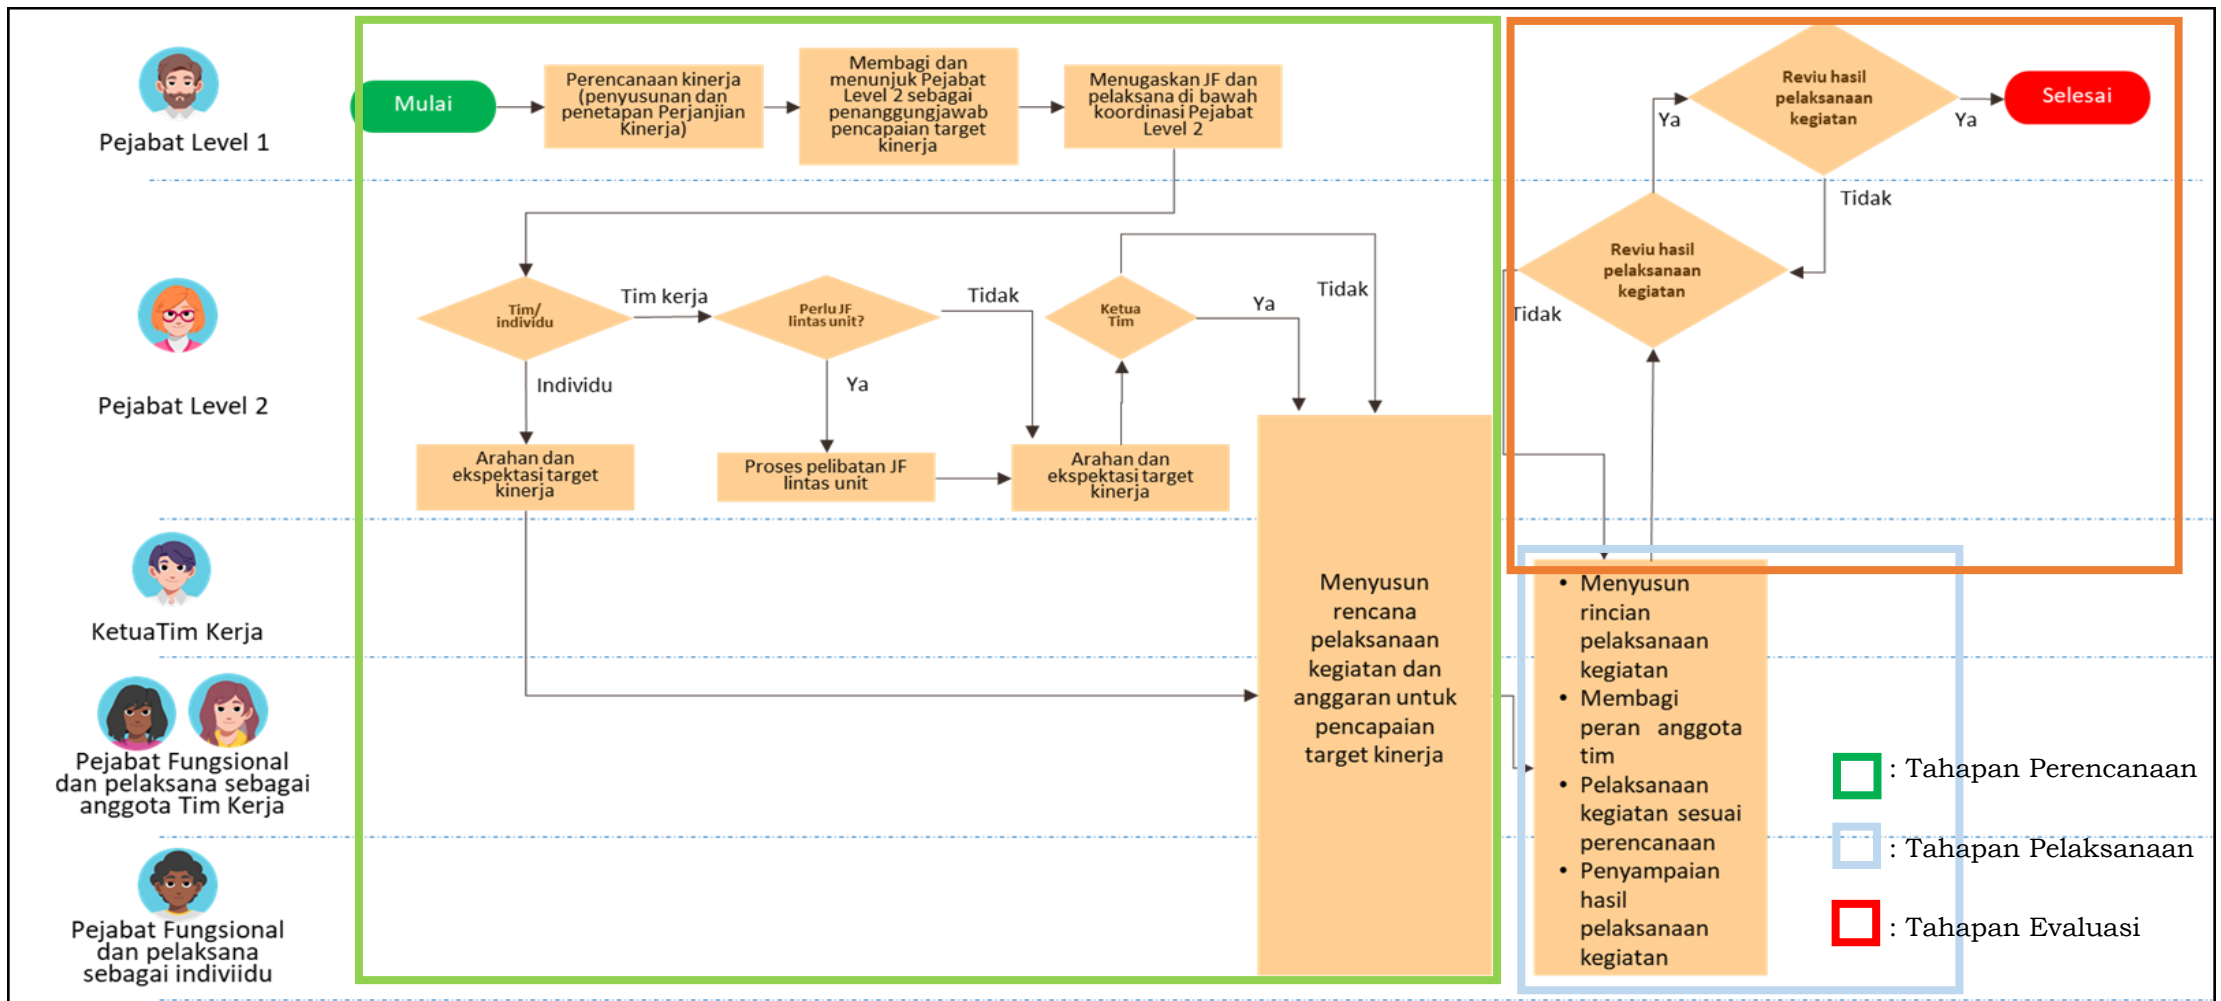 Pejabat Level 1
Mulai
Perencanaan kinerja
(penyusunan dan
penetapan Perjanjian
Kinerja)
Membagi dan
menunjuk Pejabat
Level 2 sebagai
penanggungjawab
pencapaian target
kinerja
Menugaskan JF dan
pelaksana di bawah
koordinasi Pejabat
Level 2
Reviu hasil
pelaksanaan
kegiatan
Ya
Ya
Selesai
Tidak
Pejabat Level 2
Tim/
individu
Tim kerja
Individu
Perlu JF
lintas unit?
Tidak
Ya
Ketua
Tim
Ya
Tidak
Reviu hasil
pelaksanaan
kegiatan
Tidak
Arahan dan
ekspektasi target
kinerja
Proses pelibatan JF
lintas unit
Arahan dan
ekspektasi target
kinerja
KetuaTim Kerja
Pejabat Fungsional
dan pelaksana sebagai
anggota Tim Kerja
Pejabat Fungsional
dan pelaksana
sebagai indiviidu
Menyusun
rencana
pelaksanaan
kegiatan dan
anggaran untuk
pencapaian
target kinerja
• Menyusun
rincian
pelaksanaan
kegiatan
• Membagi
peran anggota
tim
• Pelaksanaan
kegiatan sesuai
perencanaan
• Penyampaian
hasil
pelaksanaan
kegiatan
: Tahapan Perencanaan
: Tahapan Pelaksanaan
: Tahapan Evaluasi